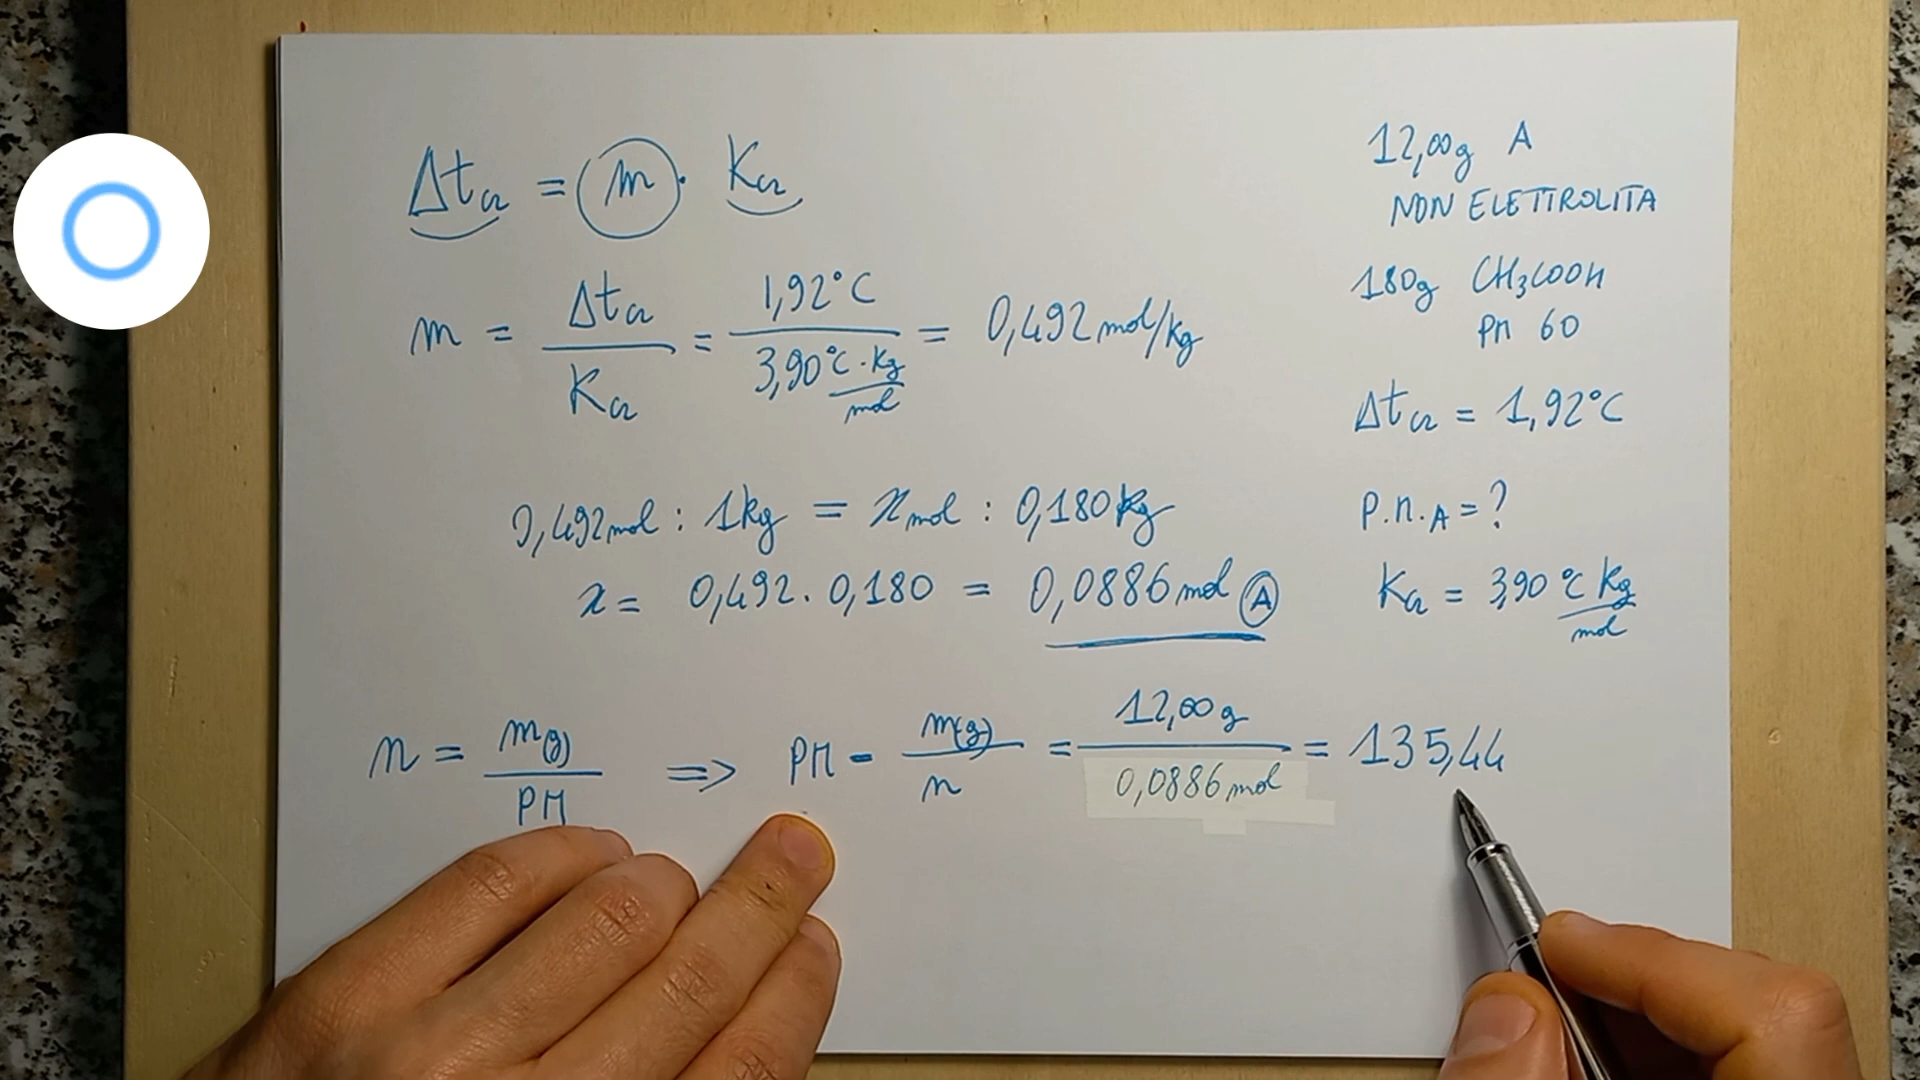 Δtcr = m · Kcr
m = Δtcr / Kcr = 1,92°C / 3,90 °C·Kg/mol = 0,492 mol/Kg
0,492 mol : 1 Kg = x mol : 0,180 Kg
x = 0,492 · 0,180 = 0,0886 mol A
n = m(g) / PM ⇒ PM = m(g) / n = 12,00 g / 0,0886 mol = 135,44
12,00 g A
NON ELETTROLITA
180 g CH3COOH
PM 60
Δtcr = 1,92°C
P.M.A = ?
Kcr = 3,90 °C Kg/mol